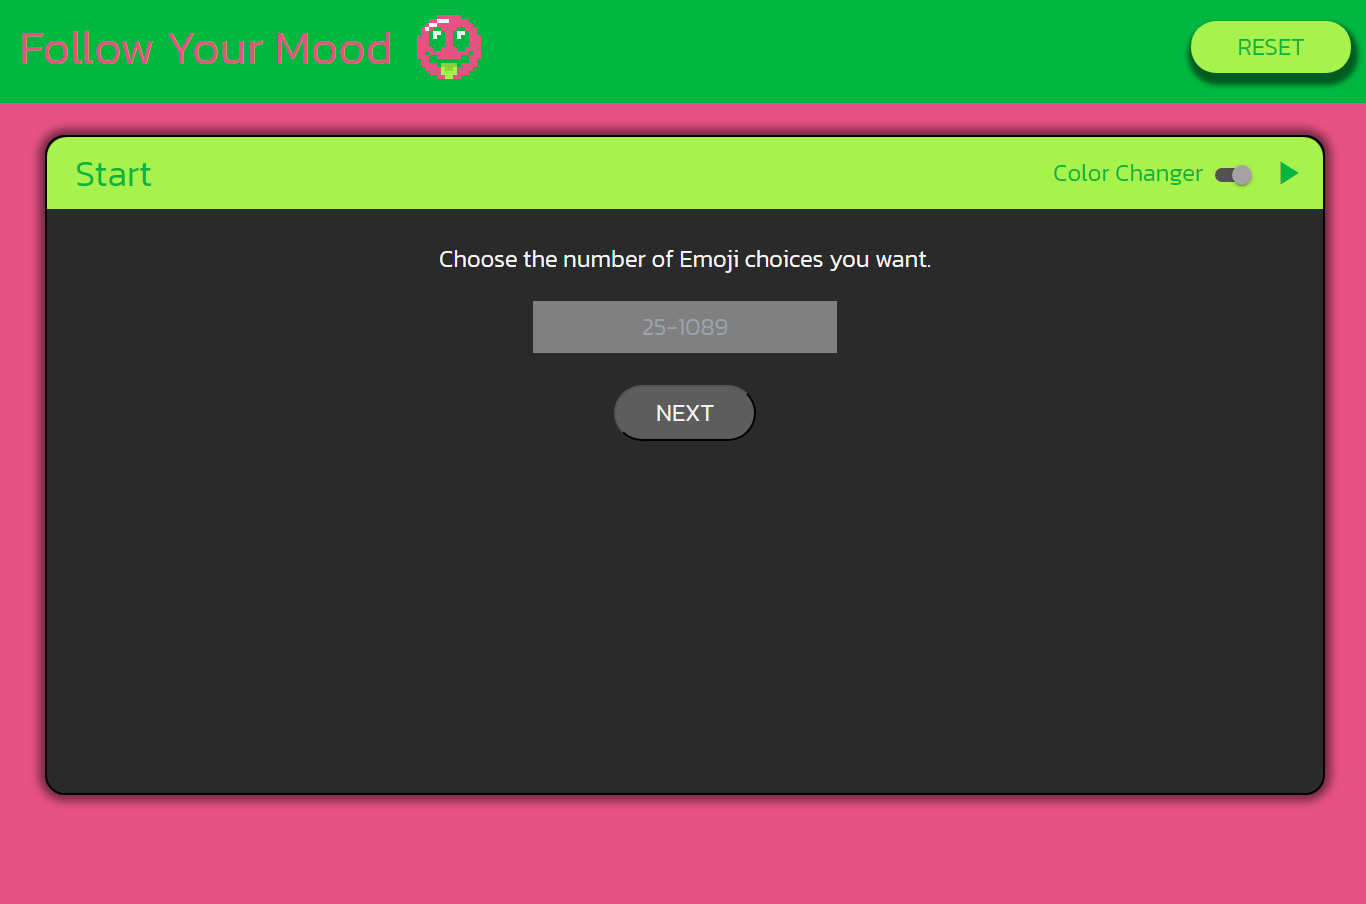 Follow Your Mood
RESET
Start
Color Changer
Choose the number of Emoji choices you want.
25-1089
NEXT